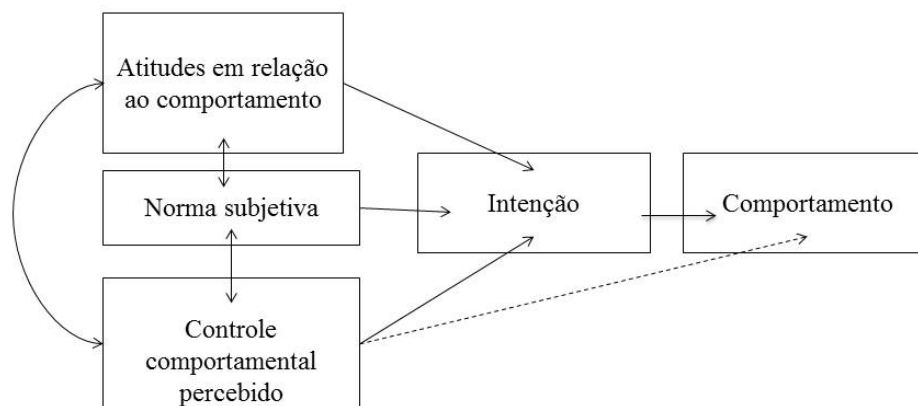 Atitudes em relação
ao comportamento
Norma subjetiva
Controle
comportamental
percebido
Intenção
Comportamento